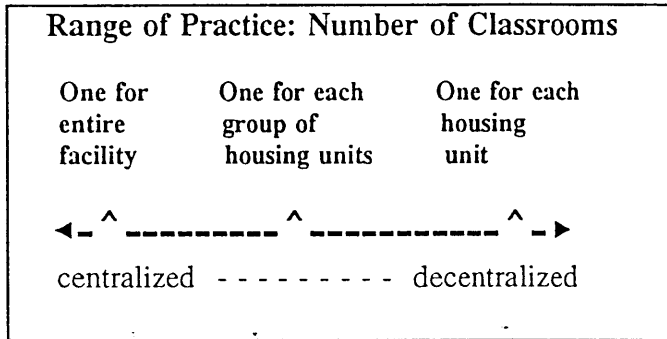 Range of Practice: Number of Classrooms
One for One for each One for each
entire group of housing
facility housing units unit
centralized - - - - - - - - - decentralized